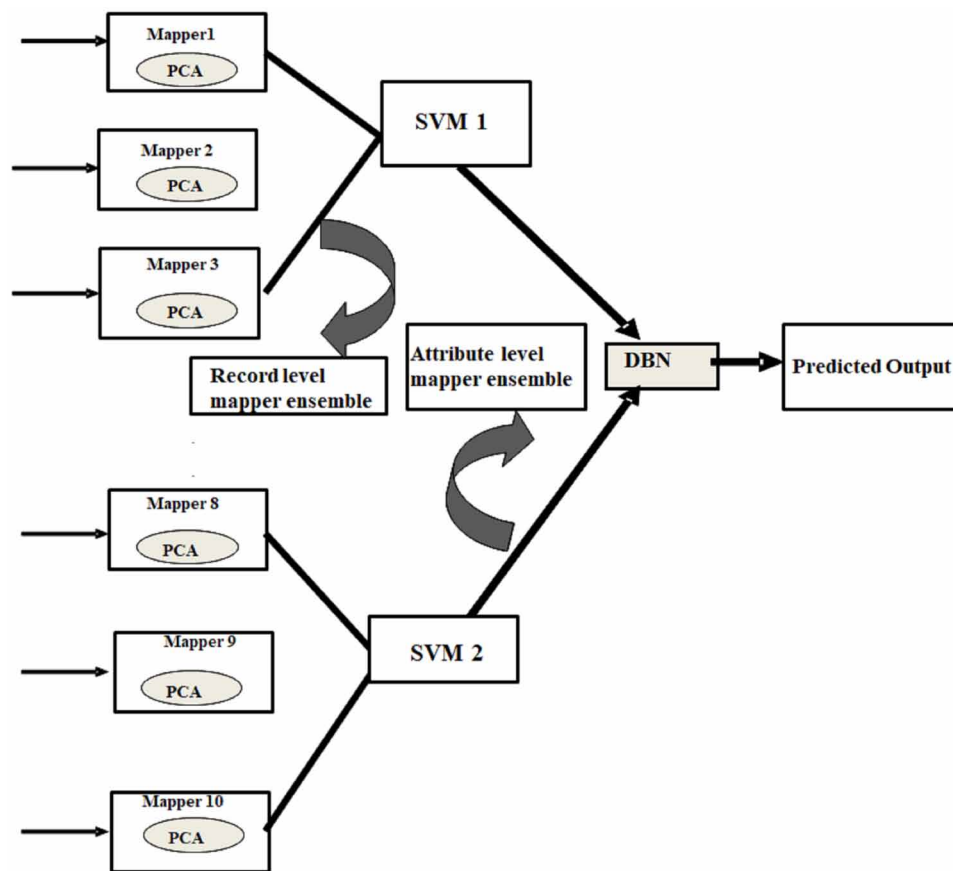 Mapper1
PCA
Mapper 2
PCA
Mapper 3
PCA
SVM 1
Record level
mapper ensemble
Attribute level
mapper ensemble
DBN
Predicted Output
Mapper 8
PCA
Mapper 9
PCA
Mapper 10
PCA
SVM 2